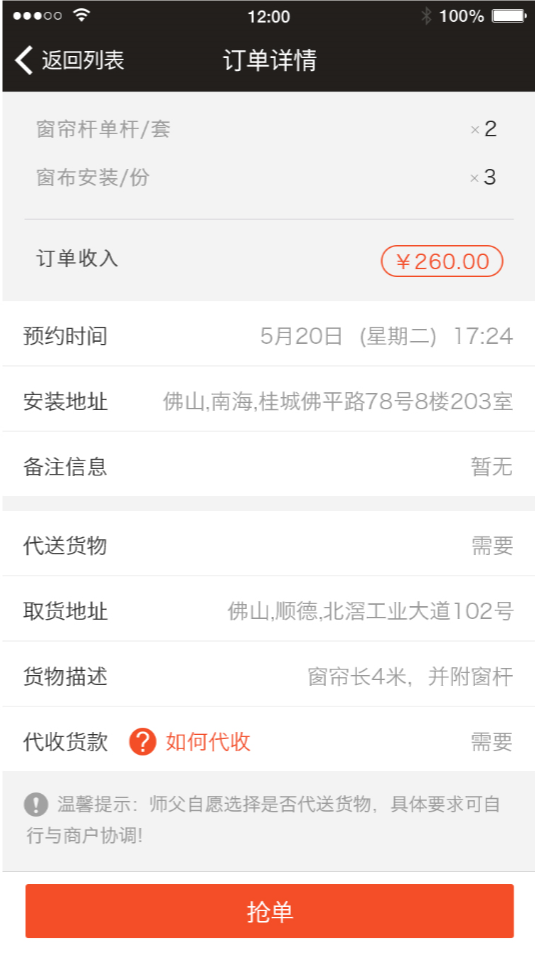 12:00 100%
返回列表 订单详情
窗帘杆单杆/套 ×2
窗布安装/份 ×3
订单收入 ¥260.00
预约时间 5月20日 (星期二) 17:24
安装地址 佛山,南海,桂城佛平路78号8楼203室
备注信息 暂无
代送货物 需要
取货地址 佛山,顺德,北滘工业大道102号
货物描述 窗帘长4米，并附窗杆
代收货款 ? 如何代收 需要
! 温馨提示：师父自愿选择是否代送货物，具体要求可自
行与商户协调!
抢单